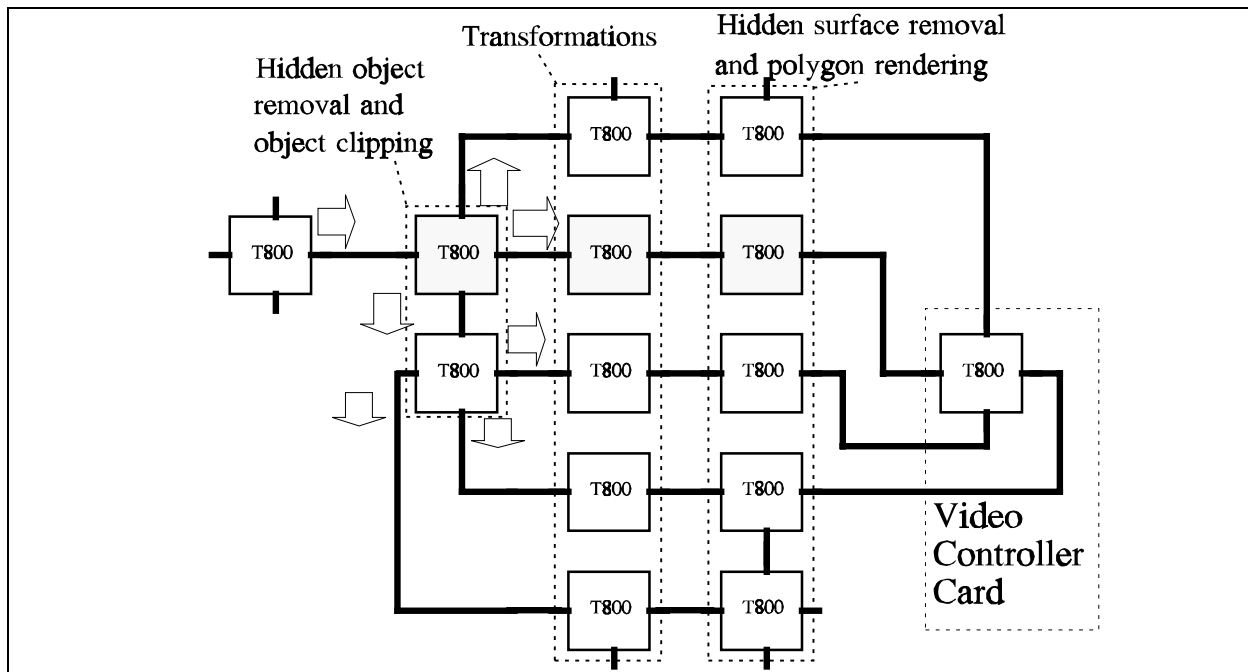 Transformations
Hidden surface removal
and polygon rendering
Hidden object
removal and
object clipping
T800
T800
T800
T800
T800
T800
T800
T800
T800
T800
T800
T800
T800
T800
Video
Controller
Card